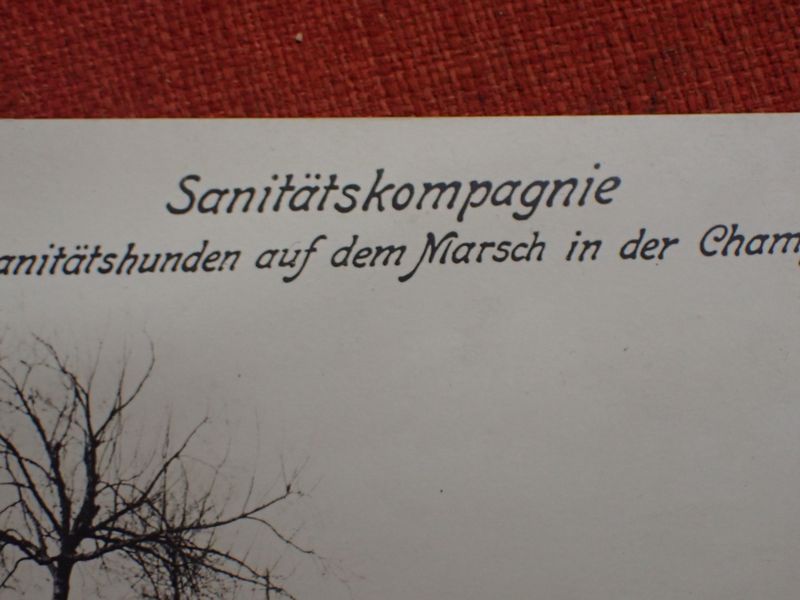 Sanitätskompagnie
anitätshunden auf dem Marsch in der Cham